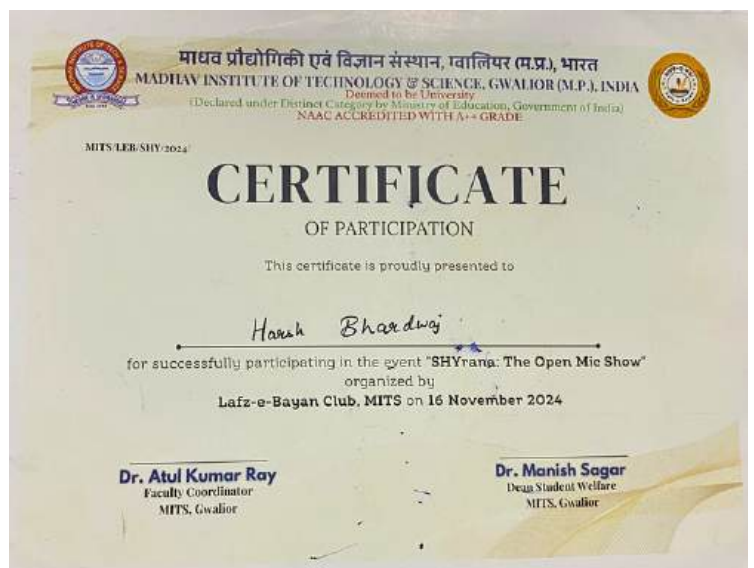 माधव प्रौद्योगिकी एवं विज्ञान संस्थान, ग्वालियर (म.प्र.), भारत
MADHAV INSTITUTE OF TECHNOLOGY & SCIENCE, GWALIOR (M.P.), INDIA
Deemed to be University
(Declared under Distinct Category by Ministry of Education, Government of India)
NAAC ACCREDITED WITH A++ GRADE
MITS/LEB/SHY/2024/
CERTIFICATE
OF PARTICIPATION
This certificate is proudly presented to
Harsh Bhardwaj
for successfully participating in the event "SHYrana: The Open Mic Show"
organized by
Lafz-e-Bayan Club, MITS on 16 November 2024
Dr. Atul Kumar Ray
Faculty Coordinator
MITS, Gwalior
Dr. Manish Sagar
Dean Student Welfare
MITS, Gwalior